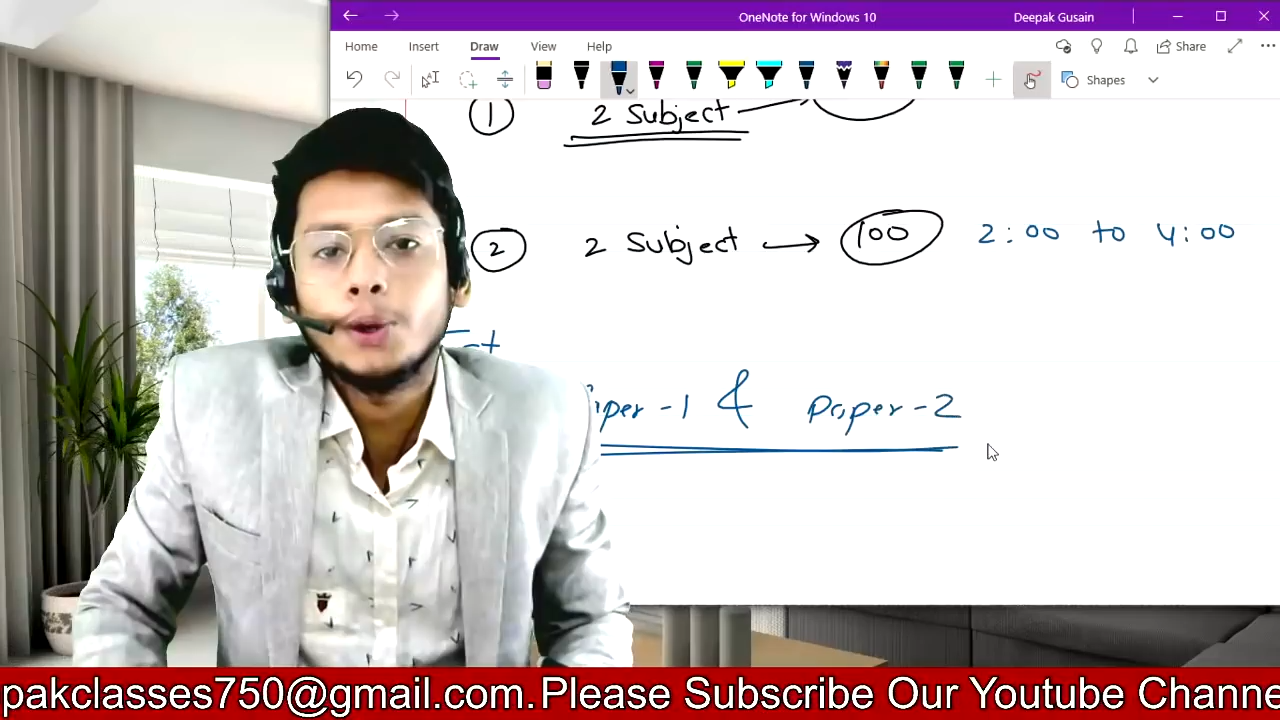 OneNote for Windows 10 Deepak Gusain
Home Insert Draw View Help Share
Shapes
1 2 Subject
2 2 Subject → 100 2:00 to 4:00
-1 & Paper-2
pakclasses750@gmail.com. Please Subscribe Our Youtube Channe